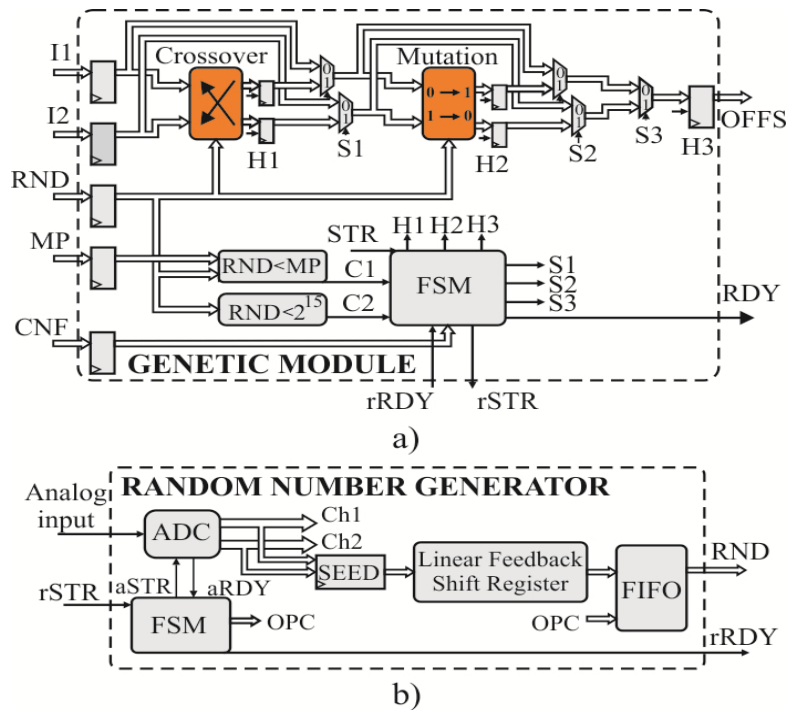 I1
Crossover
Mutation
0
1
0
1
0 → 1
1 → 0
0
1
0
1
0
1
I2
H1
S1
H2
S2
S3
H3
OFFS
RND
MP
STR
H1
H2
H3
RND<MP
C1
FSM
S1
S2
S3
RDY
RND<2^15
C2
CNF
GENETIC MODULE
rRDY
rSTR
a)
RANDOM NUMBER GENERATOR
Analog
input
ADC
Ch1
Ch2
SEED
Linear Feedback
Shift Register
FIFO
RND
rSTR
aSTR
aRDY
FSM
OPC
OPC
rRDY
b)